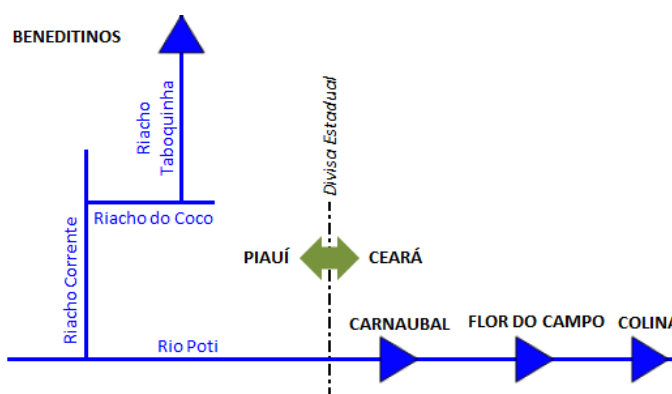 BENEDITINOS
Riacho
Taboquinha
Divisa Estadual
Riacho do Coco
Riacho Corrente
PIAUÍ
CEARÁ
CARNAUBAL
FLOR DO CAMPO
COLINA
Rio Poti